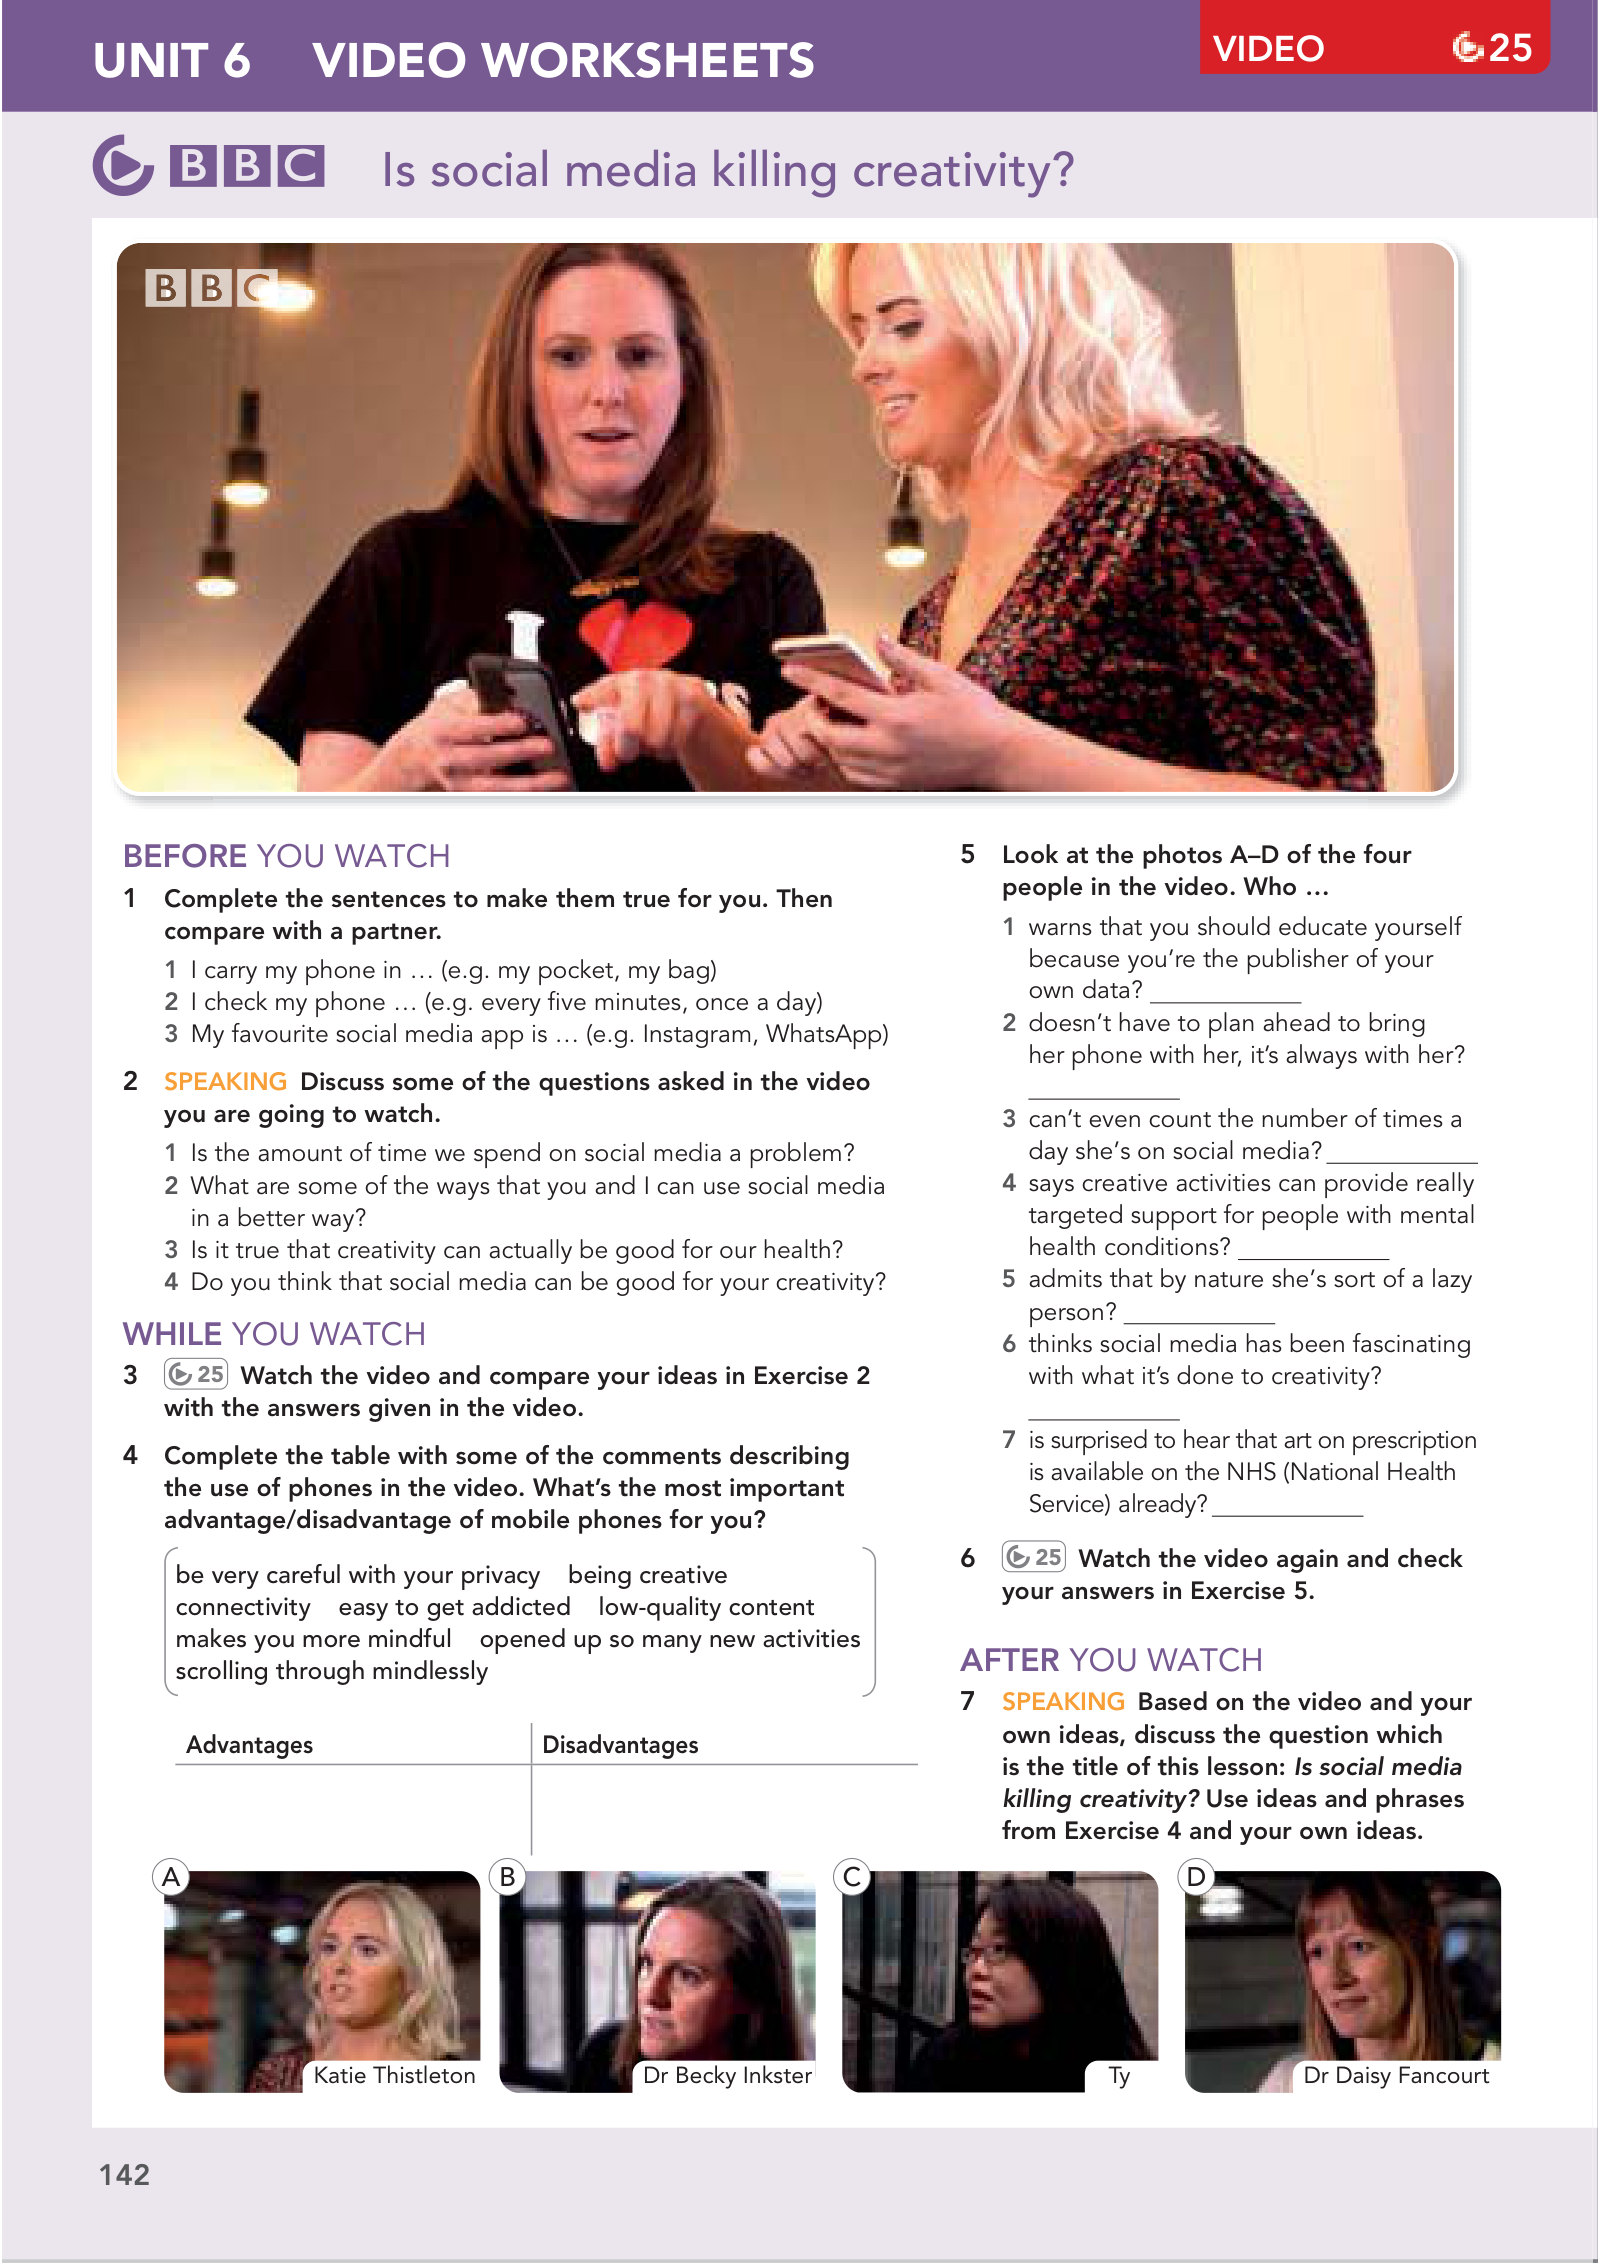 UNIT 6 VIDEO WORKSHEETS
VIDEO 25
BBC Is social media killing creativity?
BBC
BEFORE YOU WATCH
1 Complete the sentences to make them true for you. Then
compare with a partner.
1 I carry my phone in … (e.g. my pocket, my bag)
2 I check my phone … (e.g. every five minutes, once a day)
3 My favourite social media app is … (e.g. Instagram, WhatsApp)
2 SPEAKING Discuss some of the questions asked in the video
you are going to watch.
1 Is the amount of time we spend on social media a problem?
2 What are some of the ways that you and I can use social media
in a better way?
3 Is it true that creativity can actually be good for our health?
4 Do you think that social media can be good for your creativity?
WHILE YOU WATCH
3 25 Watch the video and compare your ideas in Exercise 2
with the answers given in the video.
4 Complete the table with some of the comments describing
the use of phones in the video. What's the most important
advantage/disadvantage of mobile phones for you?
be very careful with your privacy being creative
connectivity easy to get addicted low-quality content
makes you more mindful opened up so many new activities
scrolling through mindlessly
Advantages Disadvantages
5 Look at the photos A–D of the four
people in the video. Who …
1 warns that you should educate yourself
because you're the publisher of your
own data? ____________
2 doesn't have to plan ahead to bring
her phone with her, it's always with her?
____________
3 can't even count the number of times a
day she's on social media? ____________
4 says creative activities can provide really
targeted support for people with mental
health conditions? ____________
5 admits that by nature she's sort of a lazy
person? ____________
6 thinks social media has been fascinating
with what it's done to creativity?
____________
7 is surprised to hear that art on prescription
is available on the NHS (National Health
Service) already? ____________
6 25 Watch the video again and check
your answers in Exercise 5.
AFTER YOU WATCH
7 SPEAKING Based on the video and your
own ideas, discuss the question which
is the title of this lesson: Is social media
killing creativity? Use ideas and phrases
from Exercise 4 and your own ideas.
A B C D
Katie Thistleton Dr Becky Inkster Ty Dr Daisy Fancourt
142